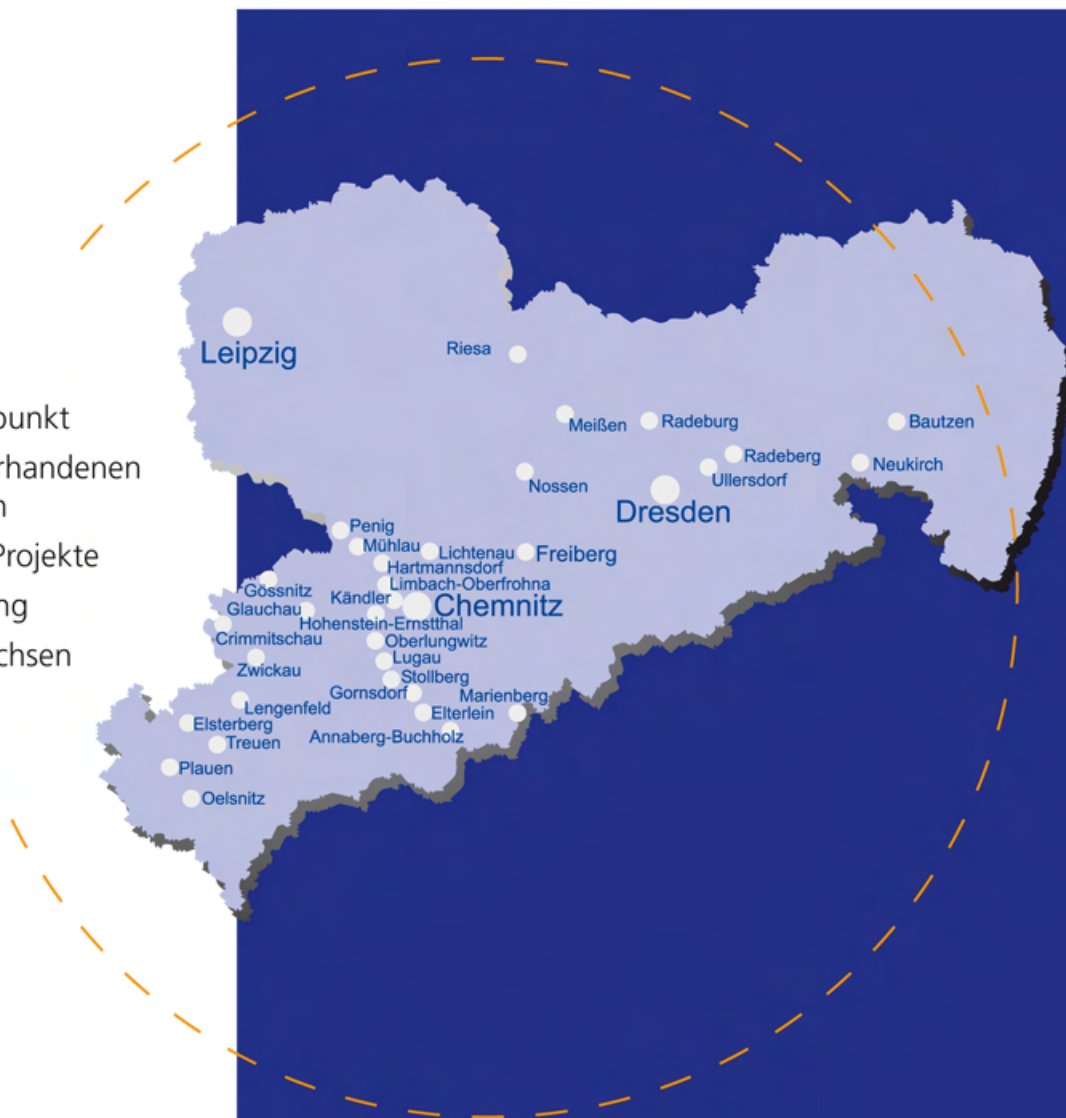 punkt
rhandenen
n
Projekte
ng
chsen
Leipzig
Riesa
Meißen
Radeburg
Bautzen
Radeberg
Neukirch
Ullersdorf
Nossen
Dresden
Penig
Mühlau
Lichtenau
Freiberg
Hartmannsdorf
Gössnitz
Limbach-Oberfrohna
Kändler
Chemnitz
Glauchau
Hohenstein-Ernstthal
Crimmitschau
Oberlungwitz
Lugau
Zwickau
Stollberg
Gornsdorf
Marienberg
Lengenfeld
Elterlein
Elsterberg
Annaberg-Buchholz
Treuen
Plauen
Oelsnitz